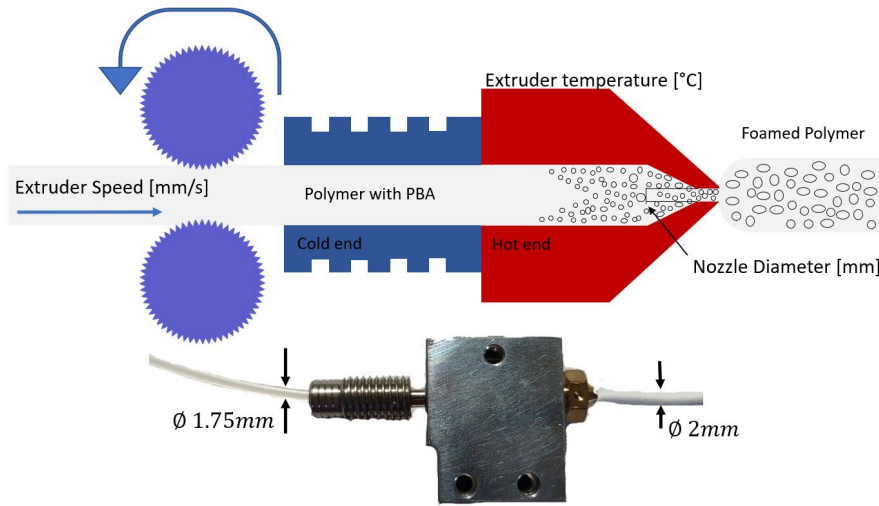 Extruder temperature [°C]
Foamed Polymer
Extruder Speed [mm/s]
Polymer with PBA
Cold end
Hot end
Nozzle Diameter [mm]
Ø 1.75mm
Ø 2mm